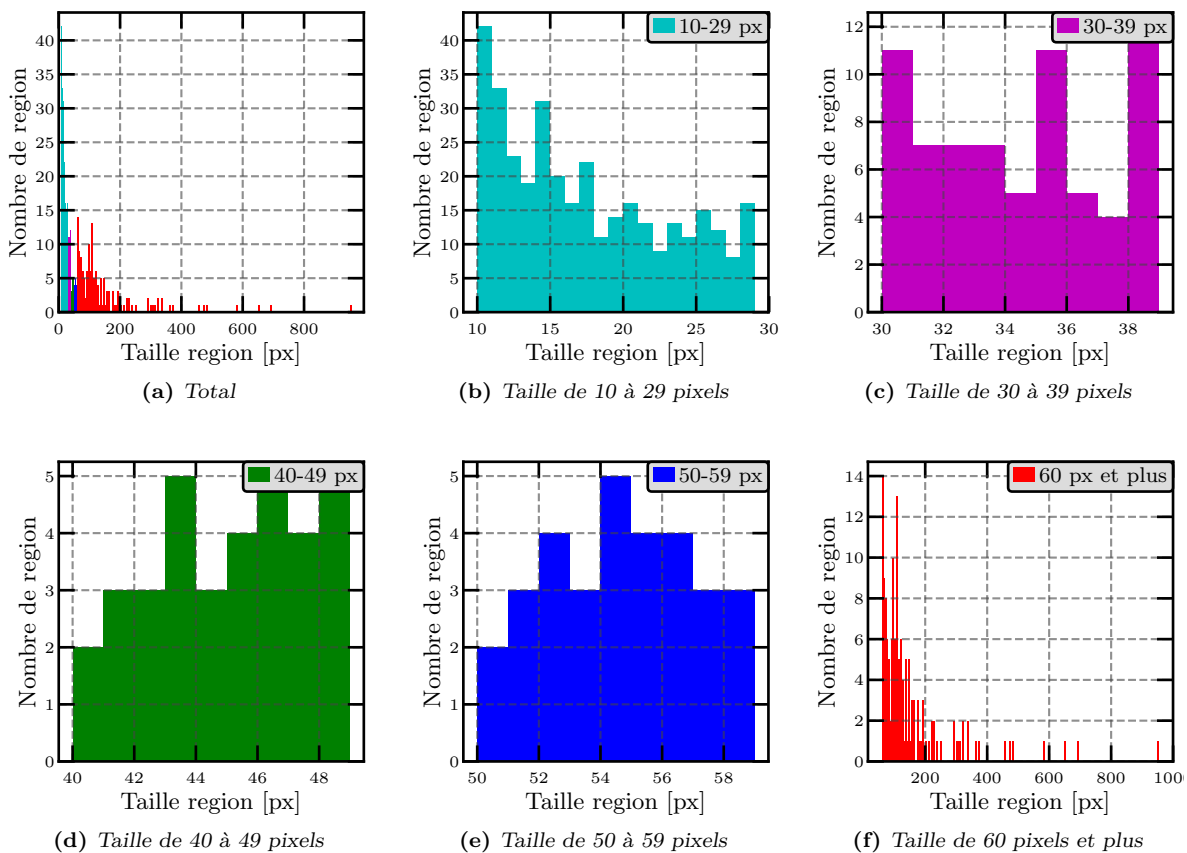 Nombre de region
40
35
30
25
20
15
10
5
0
0 200 400 600 800
Taille region [px]
(a) Total
Nombre de region
40
35
30
25
20
15
10
5
0
10-29 px
10 15 20 25 30
Taille region [px]
(b) Taille de 10 à 29 pixels
Nombre de region
12
10
8
6
4
2
0
30-39 px
30 32 34 36 38
Taille region [px]
(c) Taille de 30 à 39 pixels
Nombre de region
5
4
3
2
1
0
40-49 px
40 42 44 46 48
Taille region [px]
(d) Taille de 40 à 49 pixels
Nombre de region
5
4
3
2
1
0
50-59 px
50 52 54 56 58
Taille region [px]
(e) Taille de 50 à 59 pixels
Nombre de region
14
12
10
8
6
4
2
0
60 px et plus
200 400 600 800
Taille region [px]
(f) Taille de 60 pixels et plus